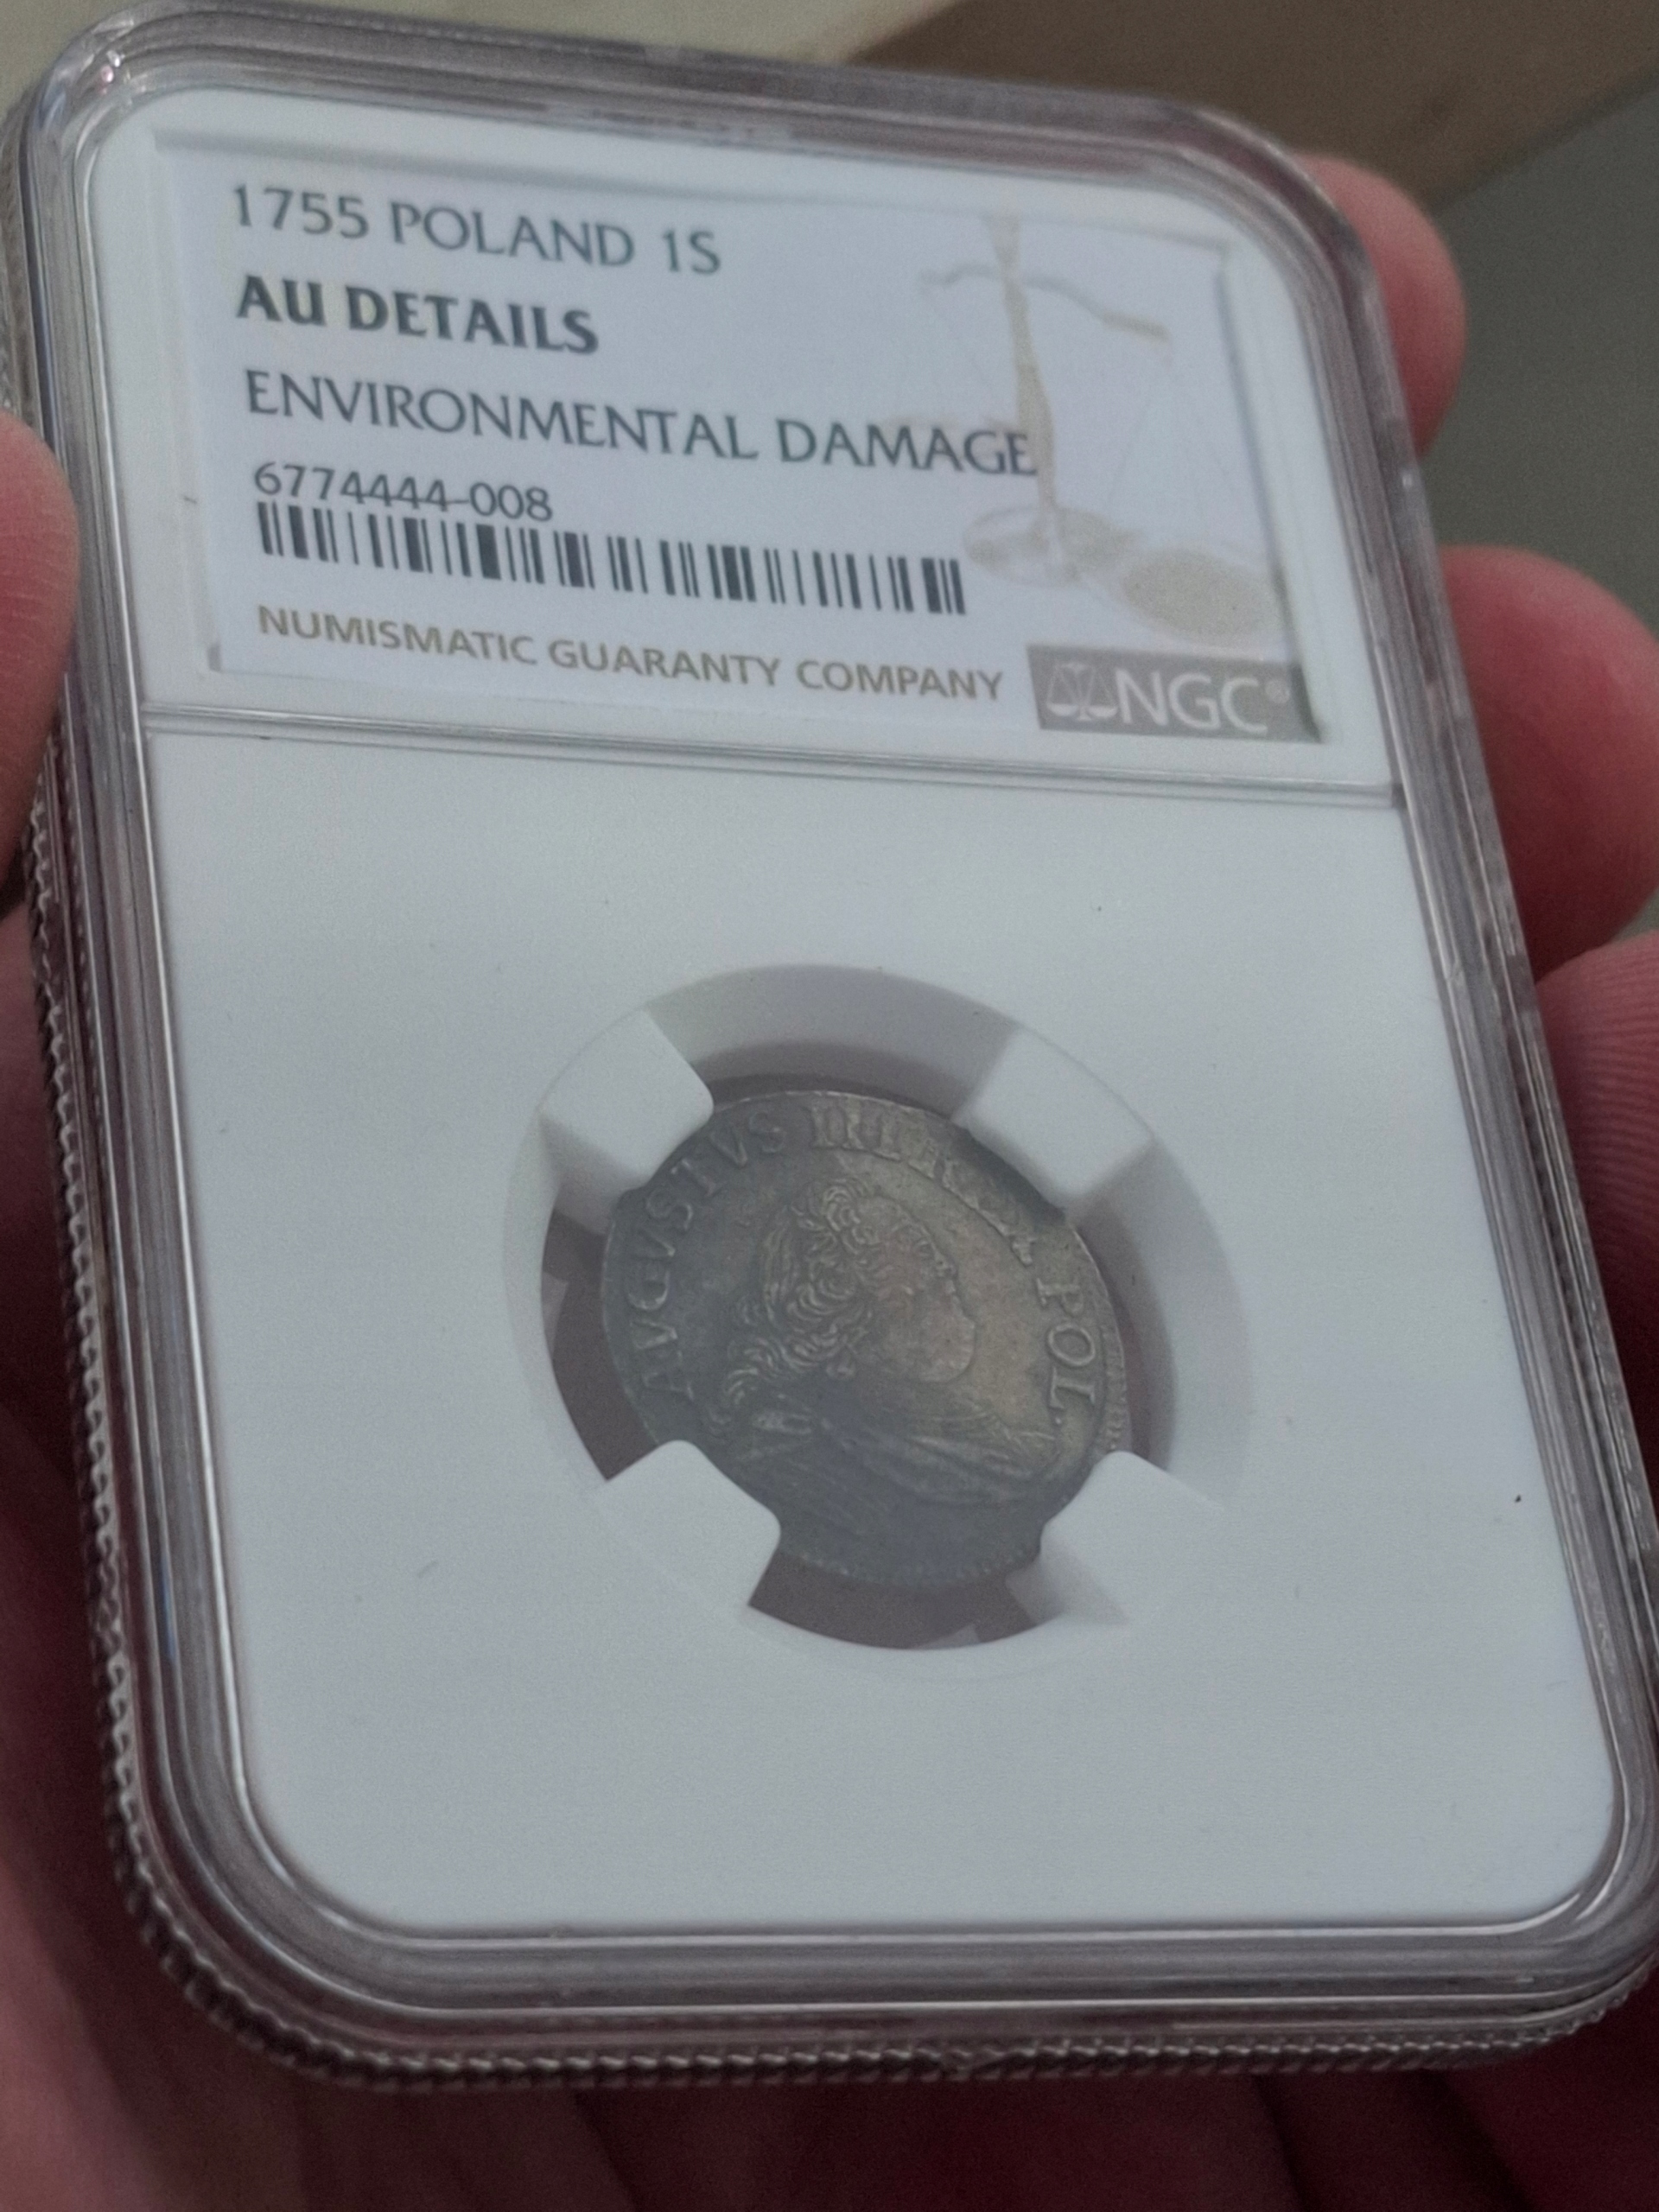 1755 POLAND 1S
AU DETAILS
ENVIRONMENTAL DAMAGE
6774444-008
NUMISMATIC GUARANTY COMPANY
NGC®
AVGVSTVS III POL.